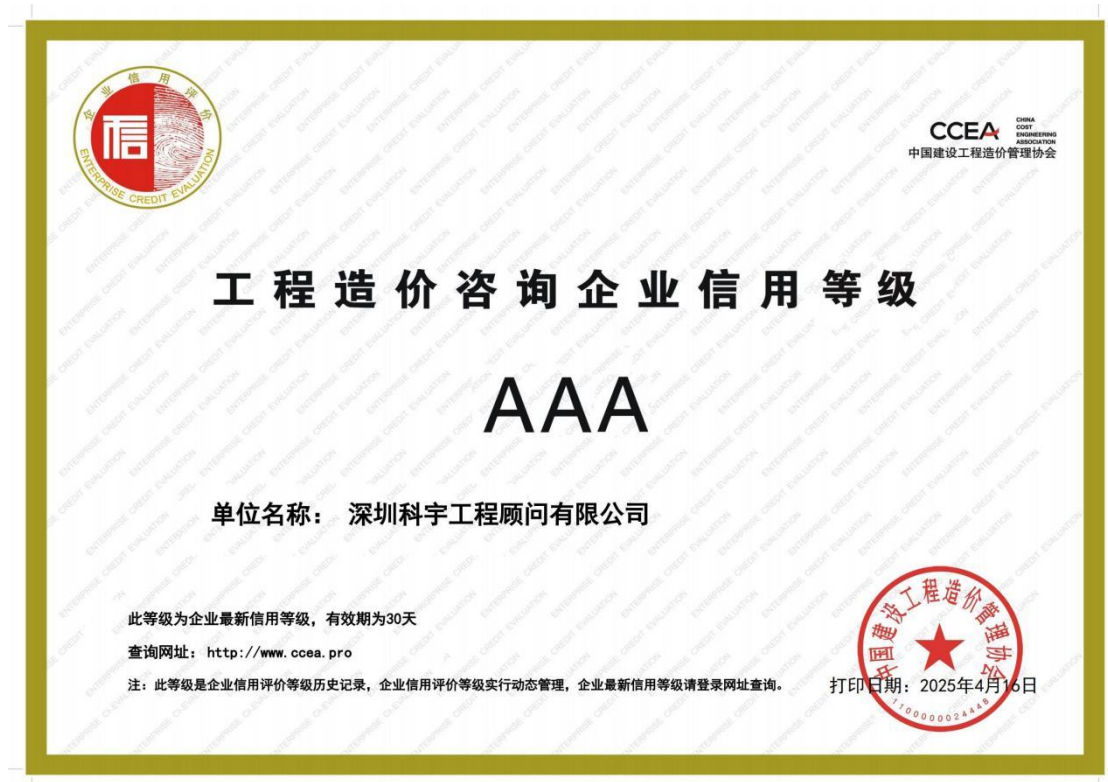 企业信用评价
信
ENTERPRISE CREDIT EVALUATION
CCEA CHINA COST ENGINEERING ASSOCIATION
中国建设工程造价管理协会
工程造价咨询企业信用等级
AAA
单位名称： 深圳科宇工程顾问有限公司
此等级为企业最新信用等级，有效期为30天
查询网址：http://www.ccea.pro
注：此等级是企业信用评价等级历史记录，企业信用评价等级实行动态管理，企业最新信用等级请登录网址查询。
打印日期：2025年4月16日
中国建设工程造价管理协会
1100000024448